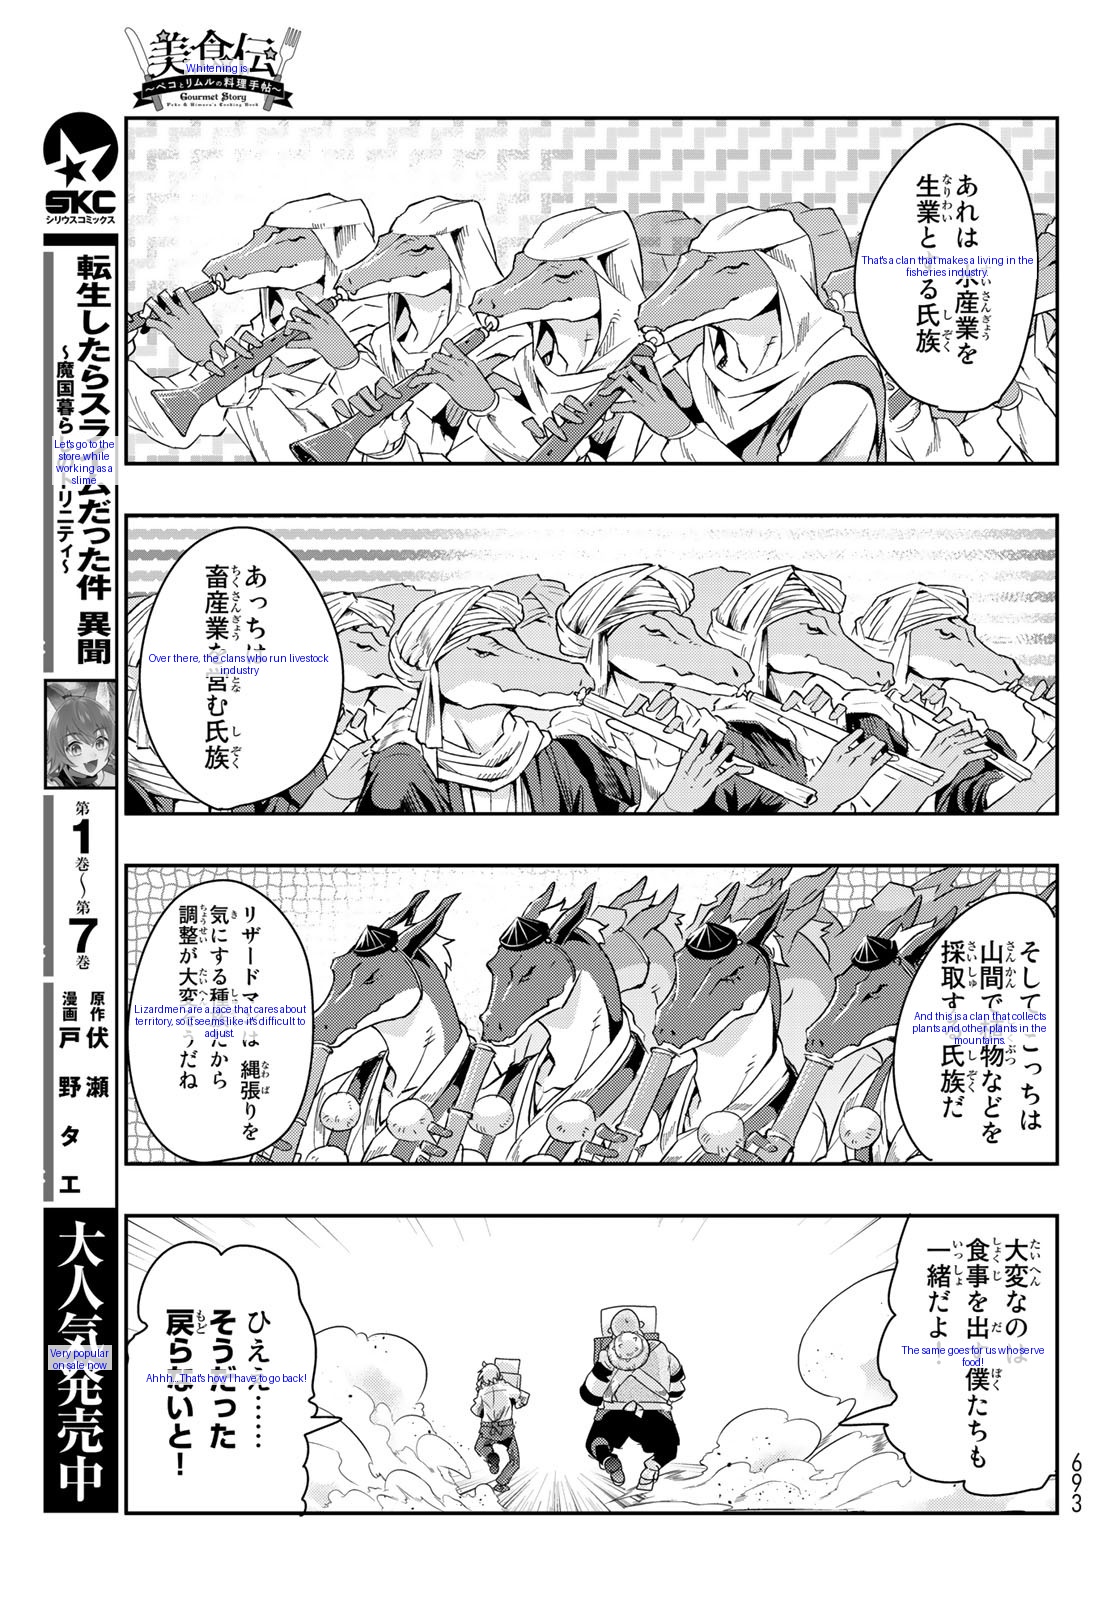 美食伝
Whitening is
～ペコとリムルの料理手帖～
Gourmet Story
Peko & Rimuru's Cooking Book
あれは 水産業を
生業と る氏族
That's a clan that makes a living in the
fisheries industry.
あっちは
畜産業を営む氏族
Over there, the clans who run livestock
industry
そしてこっちは
山間で植物などを
採取す 氏族だ
And this is a clan that collects
plants and other plants in the
mountains.
リザードマ は 縄張りを
気にする種 だから
調整が大変 うだね
Lizardmen are a race that cares about
territory, so it seems like it's difficult to
adjust.
大変なの は
食事を出 僕たちも
一緒だよ
The same goes for us who serve
food!
ひええ……
そうだった
戻らないと！
Ahhh...That's how I have to go back!
SKC
シリウスコミックス
転生したらスライムだった件 異聞
～魔国暮ら リニティ～
Let's go to the
store while
working as a
slime
第1巻～第7巻
原作 伏瀬
漫画 戸野タエ
大人気発売中
Very popular
on sale now
693